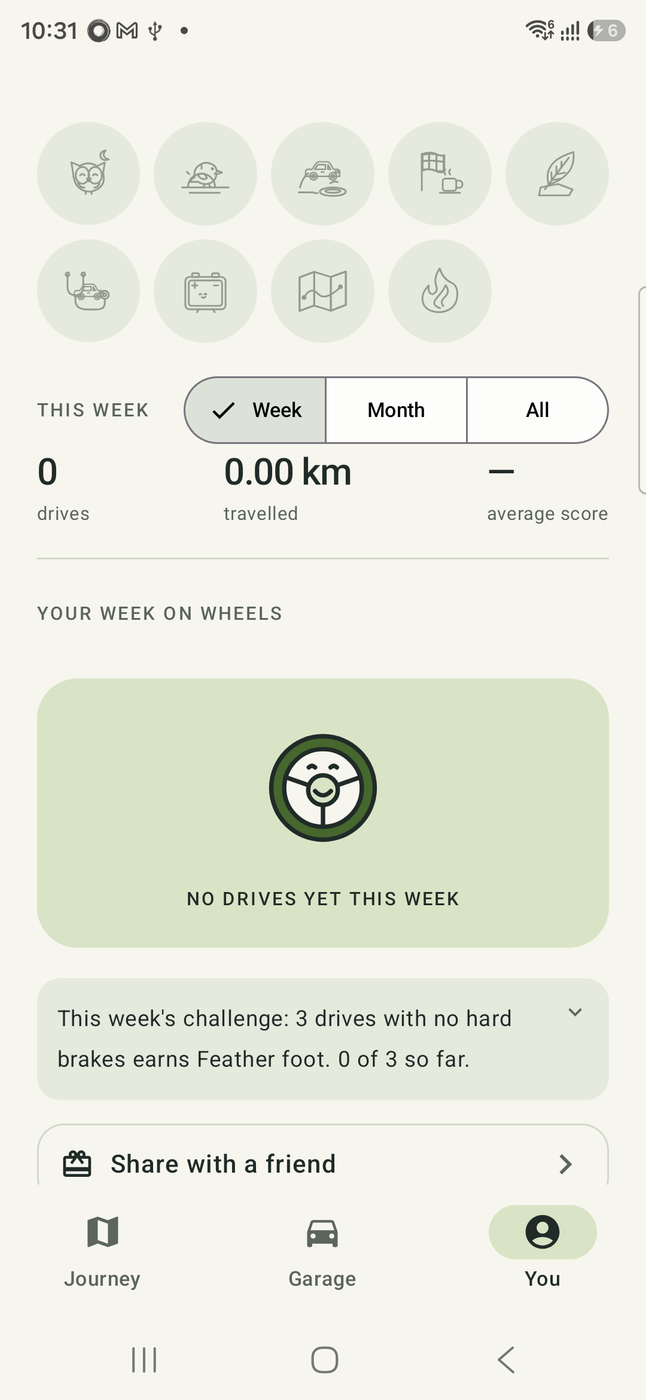 10:31
6
6
THIS WEEK
Week
Month
All
0
0.00 km
—
drives
travelled
average score
YOUR WEEK ON WHEELS
NO DRIVES YET THIS WEEK
This week's challenge: 3 drives with no hard
brakes earns Feather foot. 0 of 3 so far.
Share with a friend
Journey
Garage
You